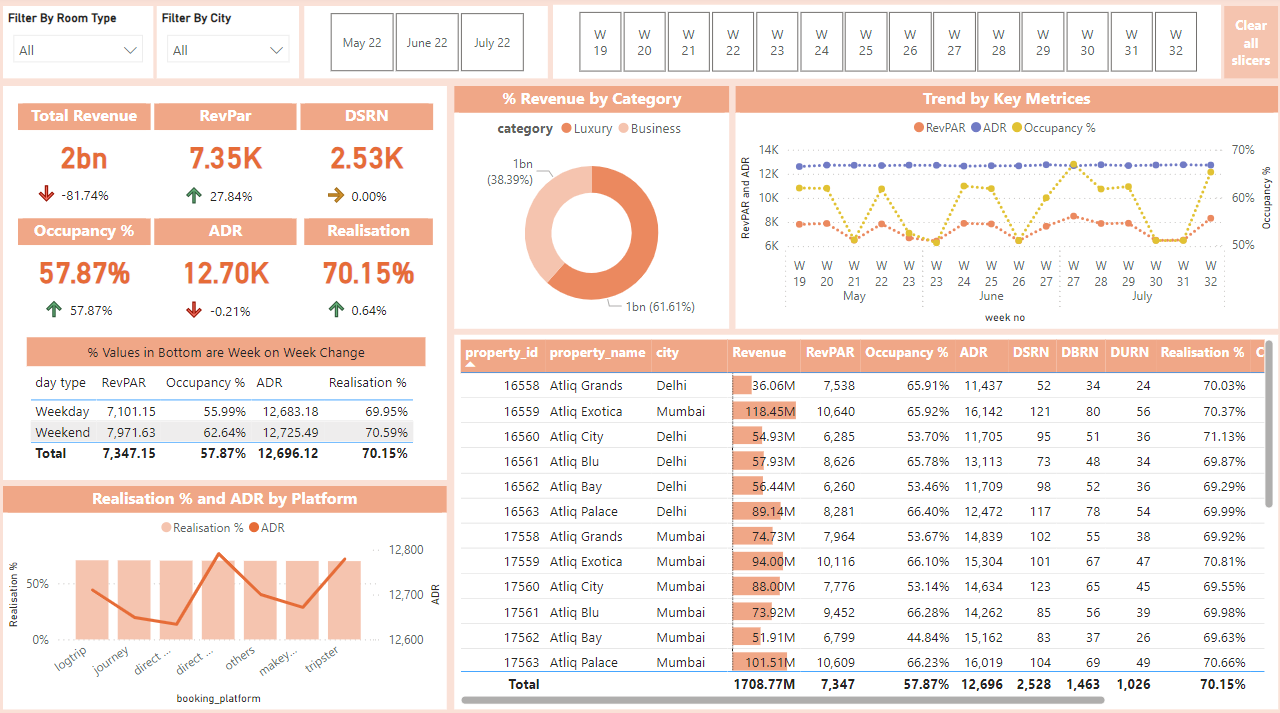 Filter By Room Type
All
Filter By City
All
May 22
June 22
July 22
W 19
W 20
W 21
W 22
W 23
W 24
W 25
W 26
W 27
W 28
W 29
W 30
W 31
W 32
Clear all slicers
Total Revenue RevPar DSRN
2bn 7.35K 2.53K
-81.74% 27.84% 0.00%
Occupancy % ADR Realisation
57.87% 12.70K 70.15%
57.87% -0.21% 0.64%
% Values in Bottom are Week on Week Change
day type RevPAR Occupancy % ADR Realisation %
Weekday 7,101.15 55.99% 12,683.18 69.95%
Weekend 7,971.63 62.64% 12,725.49 70.59%
Total 7,347.15 57.87% 12,696.12 70.15%
% Revenue by Category
category Luxury Business
1bn
(38.39%)
1bn (61.61%)
Trend by Key Metrices
RevPAR ADR Occupancy %
RevPAR and ADR
14K
12K
10K
8K
6K
70%
60%
50%
Occupancy %
W W W W W W W W W W W W W W
19 20 21 22 23 23 24 25 26 27 28 29 30 31 32
May June July
week no
Realisation % and ADR by Platform
Realisation % ADR
Realisation %
50%
0%
12,800
12,700
12,600
ADR
logtrip journey direct ... direct ... others makey... tripster
booking_platform
property_id property_name city Revenue RevPAR Occupancy % ADR DSRN DBRN DURN Realisation %
16558 Atliq Grands Delhi 36.06M 7,538 65.91% 11,437 52 34 24 70.03%
16559 Atliq Exotica Mumbai 118.45M 10,640 65.92% 16,142 121 80 56 70.37%
16560 Atliq City Delhi 54.93M 6,285 53.70% 11,705 95 51 36 71.13%
16561 Atliq Blu Delhi 57.93M 8,626 65.78% 13,113 73 48 34 69.87%
16562 Atliq Bay Delhi 56.44M 6,260 53.46% 11,709 98 52 36 69.29%
16563 Atliq Palace Delhi 89.14M 8,281 66.40% 12,472 117 78 54 69.99%
17558 Atliq Grands Mumbai 74.73M 7,964 53.67% 14,839 102 55 38 69.92%
17559 Atliq Exotica Mumbai 94.00M 10,116 66.10% 15,304 101 67 47 70.81%
17560 Atliq City Mumbai 88.00M 7,776 53.14% 14,634 123 65 45 69.55%
17561 Atliq Blu Mumbai 73.92M 9,452 66.28% 14,262 85 56 39 69.98%
17562 Atliq Bay Mumbai 51.91M 6,799 44.84% 15,162 83 37 26 69.63%
17563 Atliq Palace Mumbai 101.51M 10,609 66.23% 16,019 104 69 49 70.66%
Total 1708.77M 7,347 57.87% 12,696 2,528 1,463 1,026 70.15%